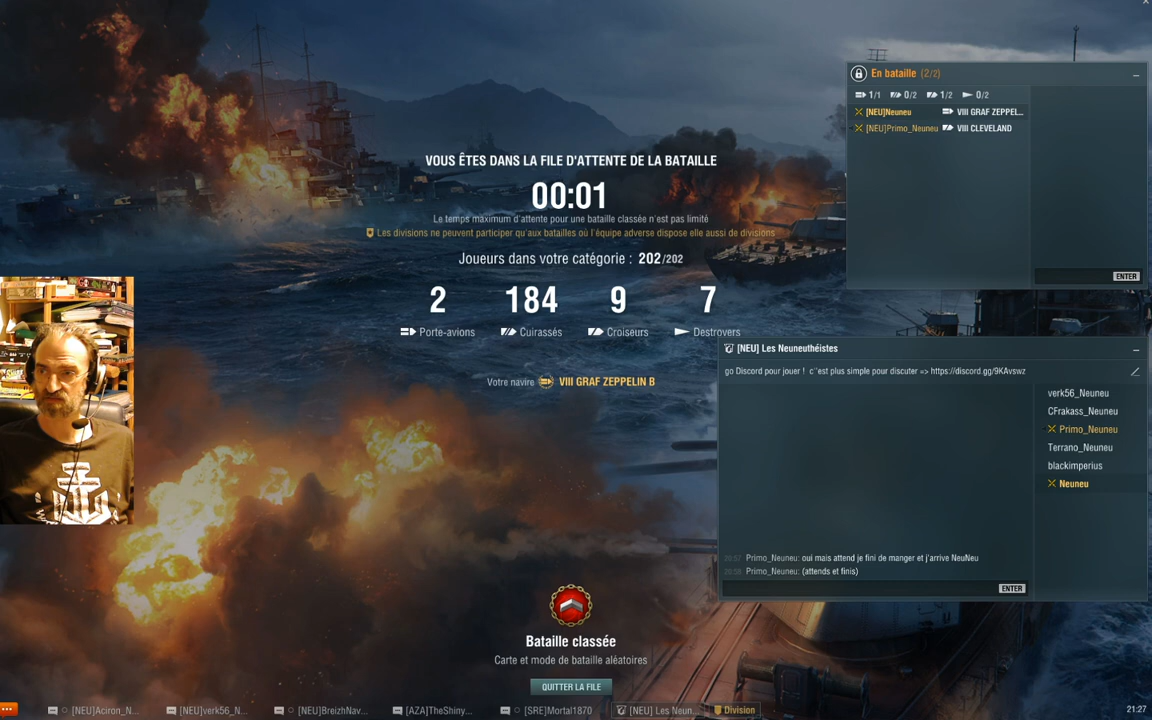 VOUS ÊTES DANS LA FILE D'ATTENTE DE LA BATAILLE
00:01
Le temps maximum d'attente pour une bataille classée n'est pas limité
Les divisions ne peuvent participer qu'aux batailles où l'équipe adverse dispose elle aussi de divisions
Joueurs dans votre catégorie : 202/202
2 184 9 7
Porte-avions Cuirassés Croiseurs Destroyers
Votre navire VIII GRAF ZEPPELIN B
En bataille (2/2)
1/1 0/2 1/2 0/2
[NEU]Neuneu VIII GRAF ZEPPEL...
[NEU]Primo_Neuneu VIII CLEVELAND
ENTER
[NEU] Les Neuneuthéistes
go Discord pour jouer ! c''est plus simple pour discuter => https://discord.gg/9KAvswz
verk56_Neuneu
CFrakass_Neuneu
Primo_Neuneu
Terrano_Neuneu
blackimperius
Neuneu
20:57 Primo_Neuneu: oui mais attend je fini de manger et j'arrive NeuNeu
20:58 Primo_Neuneu: (attends et finis)
ENTER
Bataille classée
Carte et mode de bataille aléatoires
QUITTER LA FILE
[NEU]Aciron_N... [NEU]verk56_N... [NEU]BreizhNav... [AZA]TheShiny... [SRE]Mortal1870 [NEU] Les Neun... Division 21:27